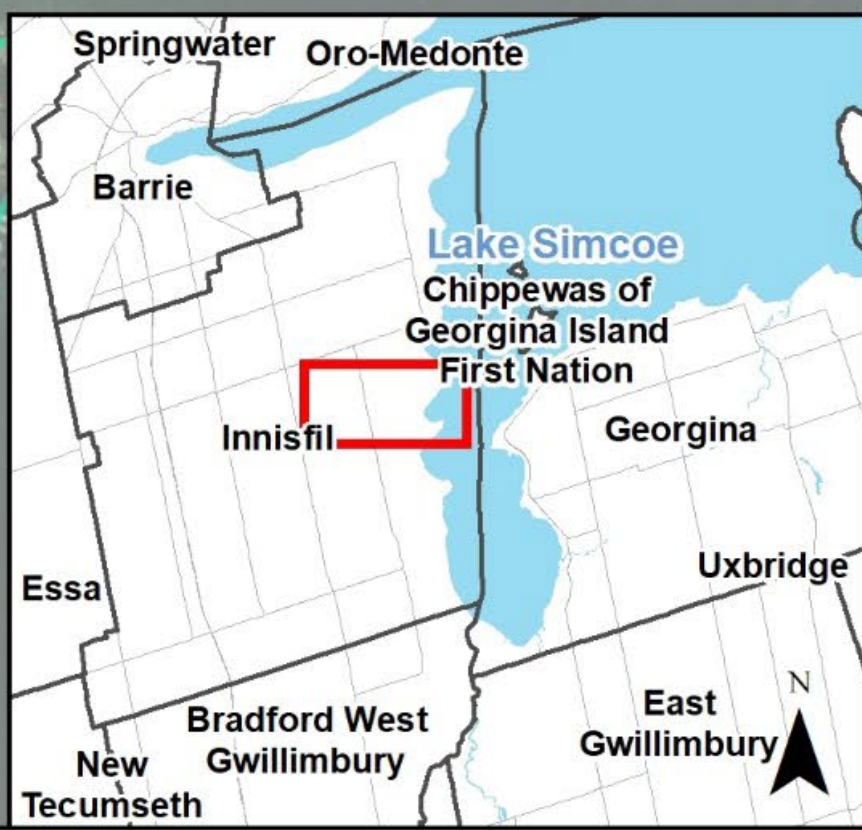 Springwater
Oro-Medonte
Barrie
Lake Simcoe
Chippewas of
Georgina Island
First Nation
Innisfil
Georgina
Essa
Uxbridge
Bradford West
Gwillimbury
East
Gwillimbury
N
New
Tecumseth